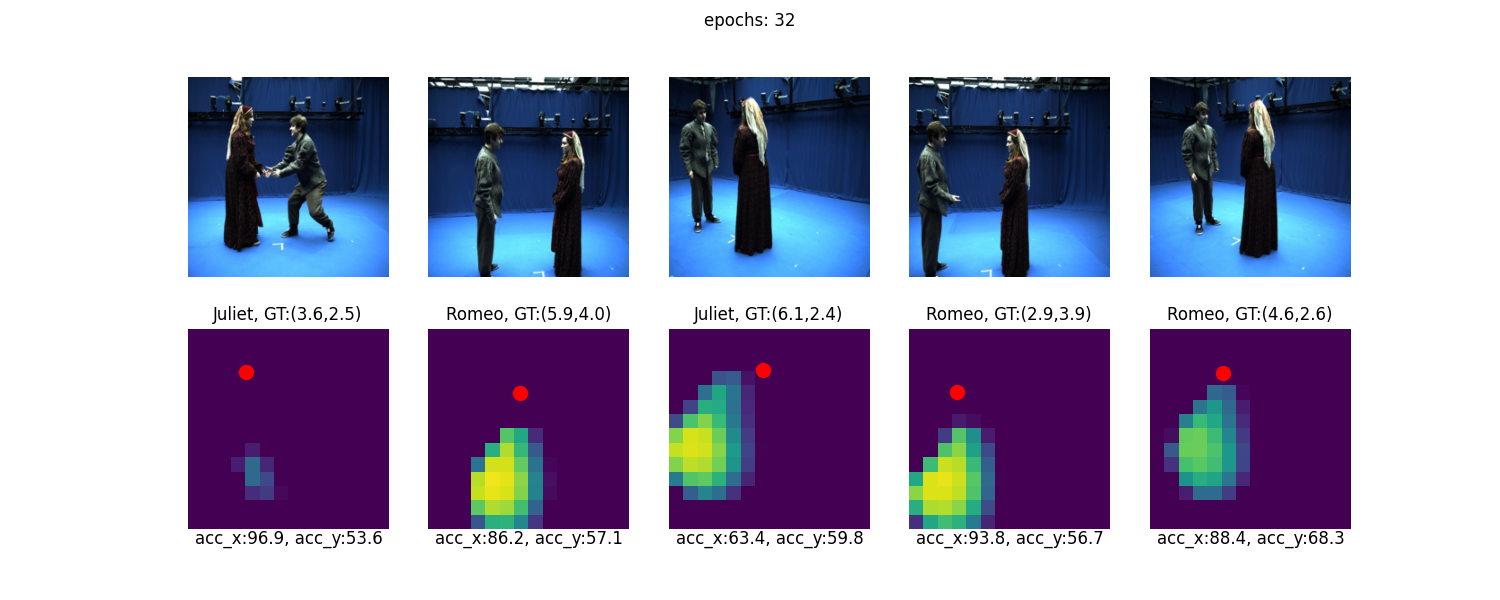 epochs: 32
Juliet, GT:(3.6,2.5)
Romeo, GT:(5.9,4.0)
Juliet, GT:(6.1,2.4)
Romeo, GT:(2.9,3.9)
Romeo, GT:(4.6,2.6)
acc_x:96.9, acc_y:53.6
acc_x:86.2, acc_y:57.1
acc_x:63.4, acc_y:59.8
acc_x:93.8, acc_y:56.7
acc_x:88.4, acc_y:68.3